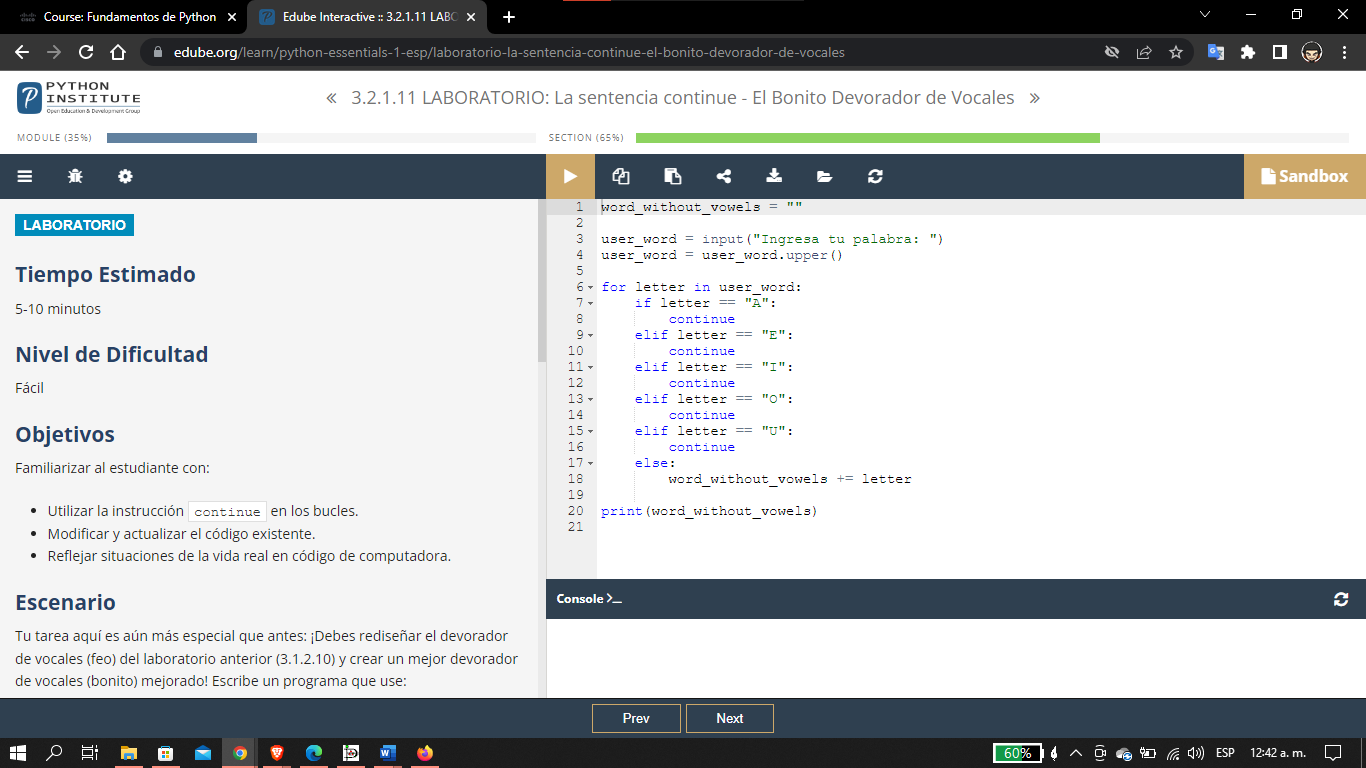 Course: Fundamentos de Python
Edube Interactive :: 3.2.1.11 LABO
edube.org/learn/python-essentials-1-esp/laboratorio-la-sentencia-continue-el-bonito-devorador-de-vocales
PYTHON
INSTITUTE
Open Education & Development Group
« 3.2.1.11 LABORATORIO: La sentencia continue - El Bonito Devorador de Vocales »
MODULE (35%)
SECTION (65%)
Sandbox
LABORATORIO
Tiempo Estimado
5-10 minutos
Nivel de Dificultad
Fácil
Objetivos
Familiarizar al estudiante con:
• Utilizar la instrucción continue en los bucles.
• Modificar y actualizar el código existente.
• Reflejar situaciones de la vida real en código de computadora.
Escenario
Tu tarea aquí es aún más especial que antes: ¡Debes rediseñar el devorador
de vocales (feo) del laboratorio anterior (3.1.2.10) y crear un mejor devorador
de vocales (bonito) mejorado! Escribe un programa que use:
1 word_without_vowels = ""
2
3 user_word = input("Ingresa tu palabra: ")
4 user_word = user_word.upper()
5
6 for letter in user_word:
7     if letter == "A":
8         continue
9     elif letter == "E":
10         continue
11     elif letter == "I":
12         continue
13     elif letter == "O":
14         continue
15     elif letter == "U":
16         continue
17     else:
18         word_without_vowels += letter
19
20 print(word_without_vowels)
21
Console >_
Prev
Next
60%
ESP
12:42 a. m.